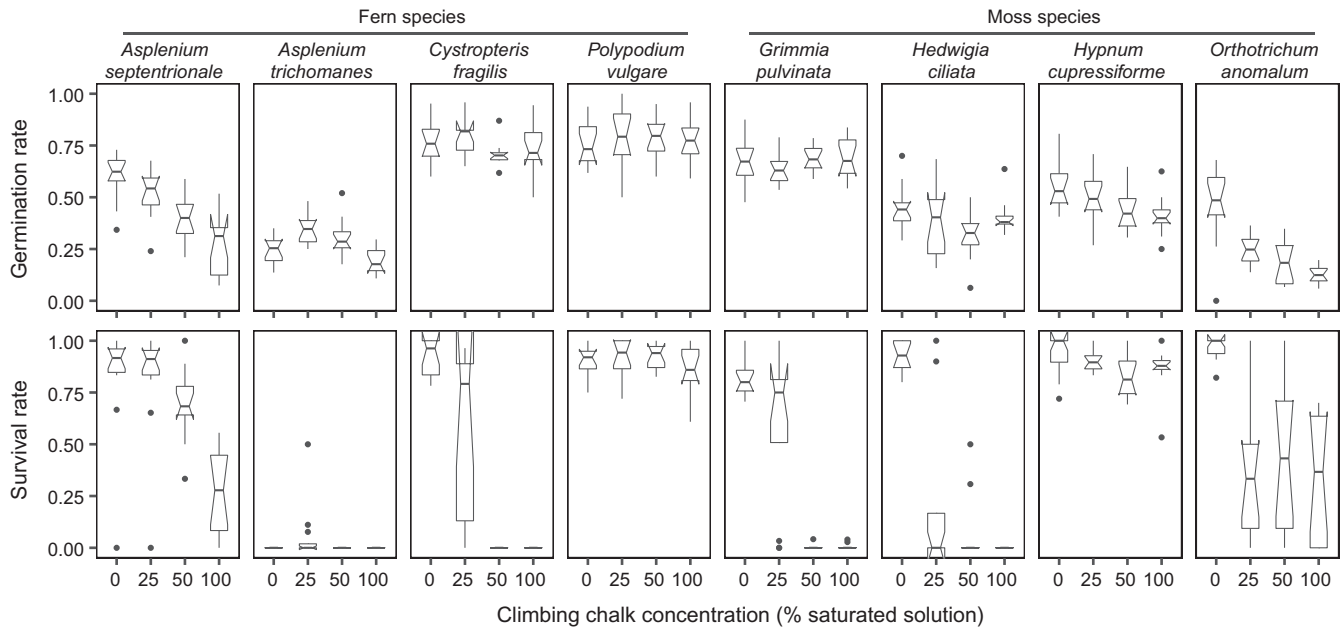 Fern species
Moss species
Asplenium septentrionale
Asplenium trichomanes
Cystropteris fragilis
Polypodium vulgare
Grimmia pulvinata
Hedwigia ciliata
Hypnum cupressiforme
Orthotrichum anomalum
Germination rate
1.00
0.75
0.50
0.25
0.00
Survival rate
1.00
0.75
0.50
0.25
0.00
0 25 50 100 0 25 50 100 0 25 50 100 0 25 50 100 0 25 50 100 0 25 50 100 0 25 50 100 0 25 50 100
Climbing chalk concentration (% saturated solution)